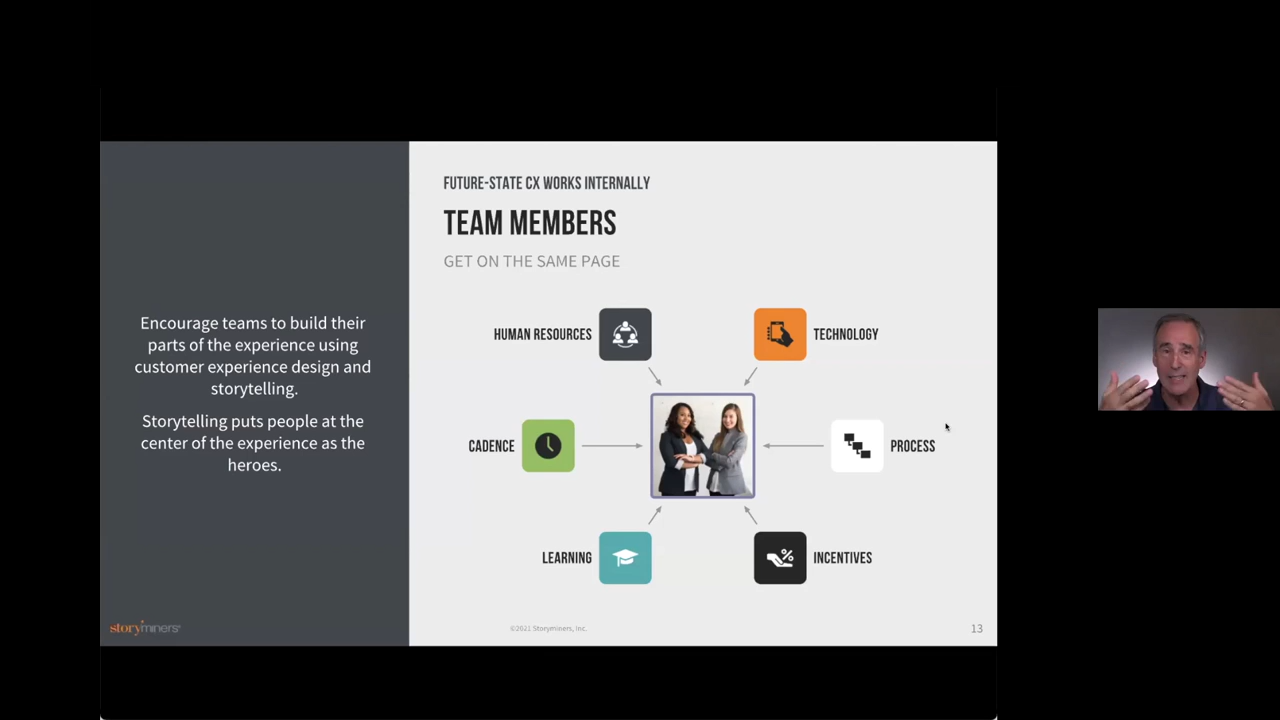 FUTURE-STATE CX WORKS INTERNALLY
TEAM MEMBERS
GET ON THE SAME PAGE
Encourage teams to build their
parts of the experience using
customer experience design and
storytelling.
Storytelling puts people at the
center of the experience as the
heroes.
HUMAN RESOURCES
TECHNOLOGY
CADENCE
PROCESS
LEARNING
INCENTIVES
storyminers®
©2021 Storyminers, Inc.
13